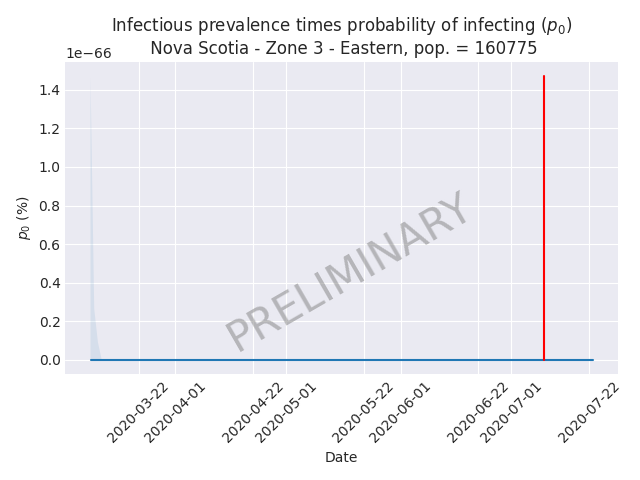 Infectious prevalence times probability of infecting (p₀)
Nova Scotia - Zone 3 - Eastern, pop. = 160775
1e−66
1.4
1.2
1.0
0.8
0.6
0.4
0.2
0.0
p₀ (%)
PRELIMINARY
2020-03-22
2020-04-01
2020-04-22
2020-05-01
2020-05-22
2020-06-01
2020-06-22
2020-07-01
2020-07-22
Date